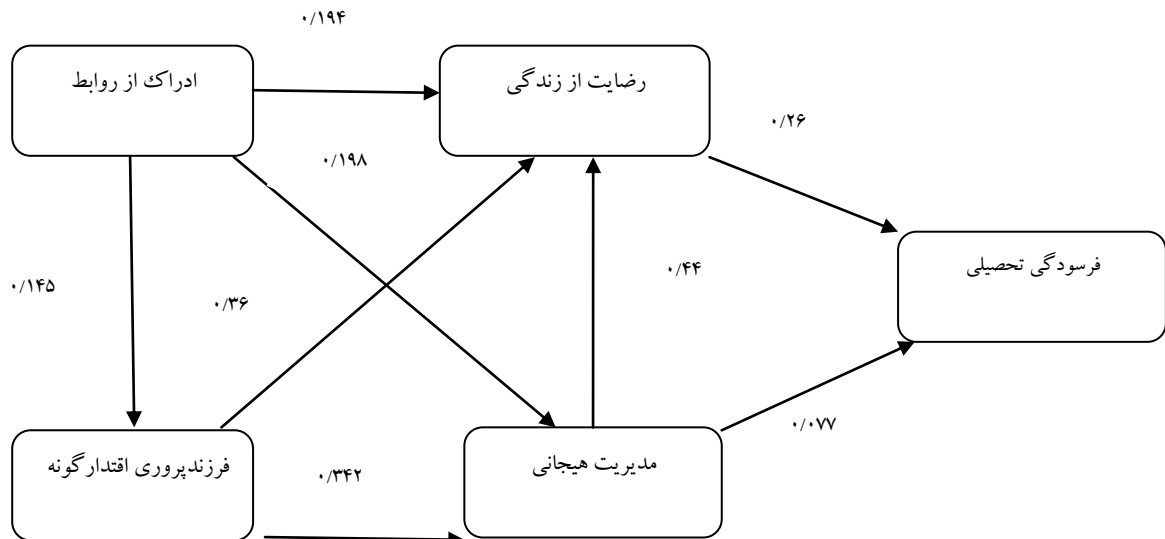 ۰/۱۹۴
ادراک از روابط
رضایت از زندگی
۰/۲۶
۰/۱۹۸
فرسودگی تحصیلی
۰/۴۴
۰/۱۴۵
۰/۳۶
۰/۰۷۷
فرزندپروری اقتدارگونه
مدیریت هیجانی
۰/۳۴۲